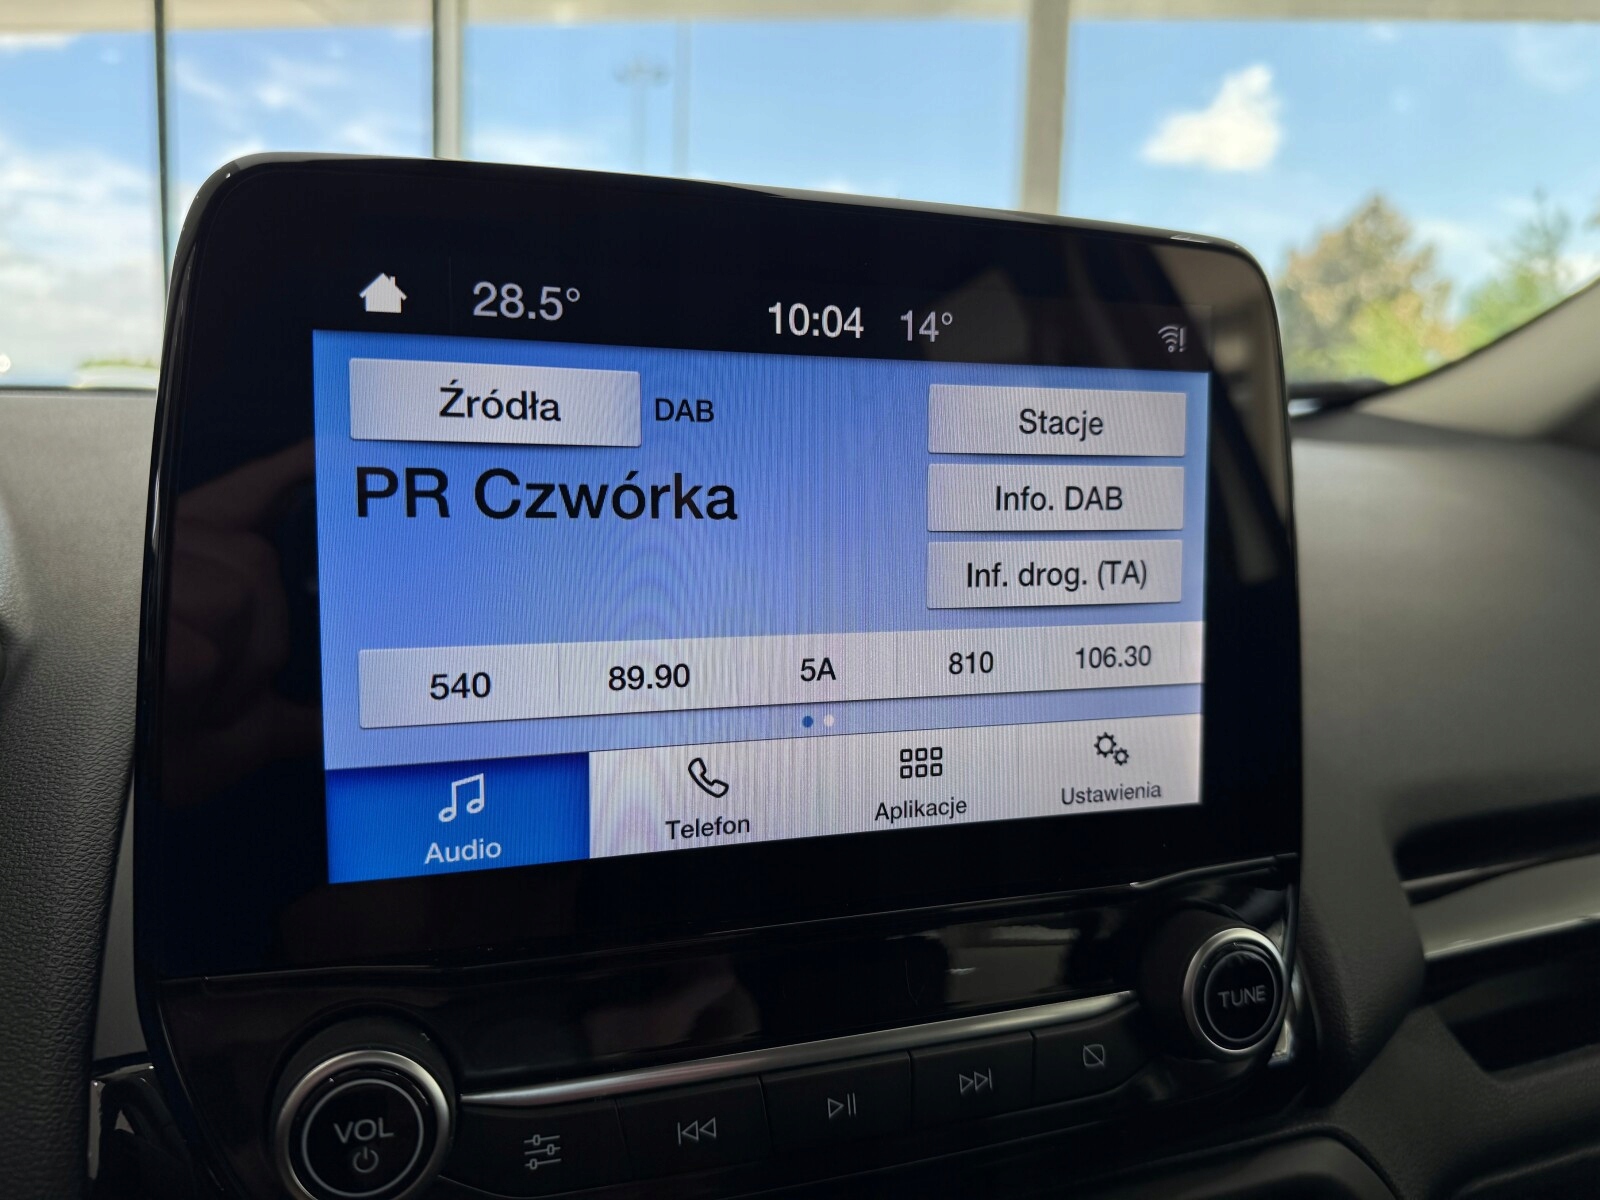 28.5° 10:04 14°
Źródła DAB Stacje
PR Czwórka Info. DAB
Inf. drog. (TA)
540 89.90 5A 810 106.30
Audio Telefon Aplikacje Ustawienia
TUNE
VOL